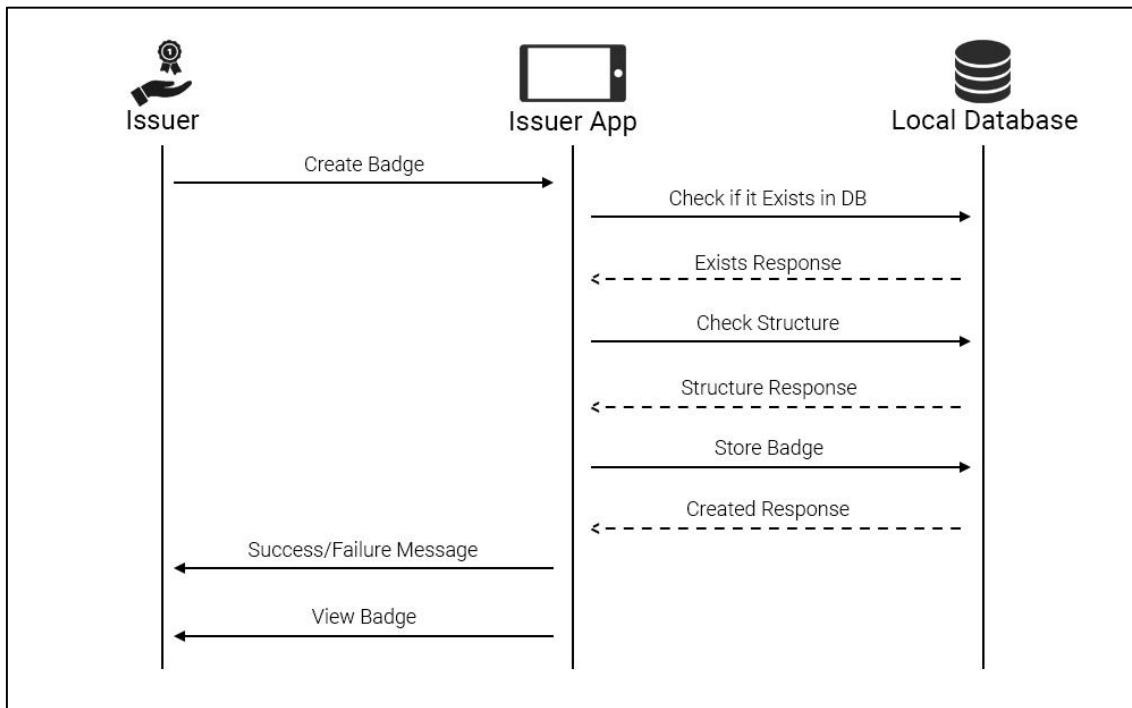 1
Issuer
Issuer App
Local Database
Create Badge
Check if it Exists in DB
Exists Response
Check Structure
Structure Response
Store Badge
Created Response
Success/Failure Message
View Badge